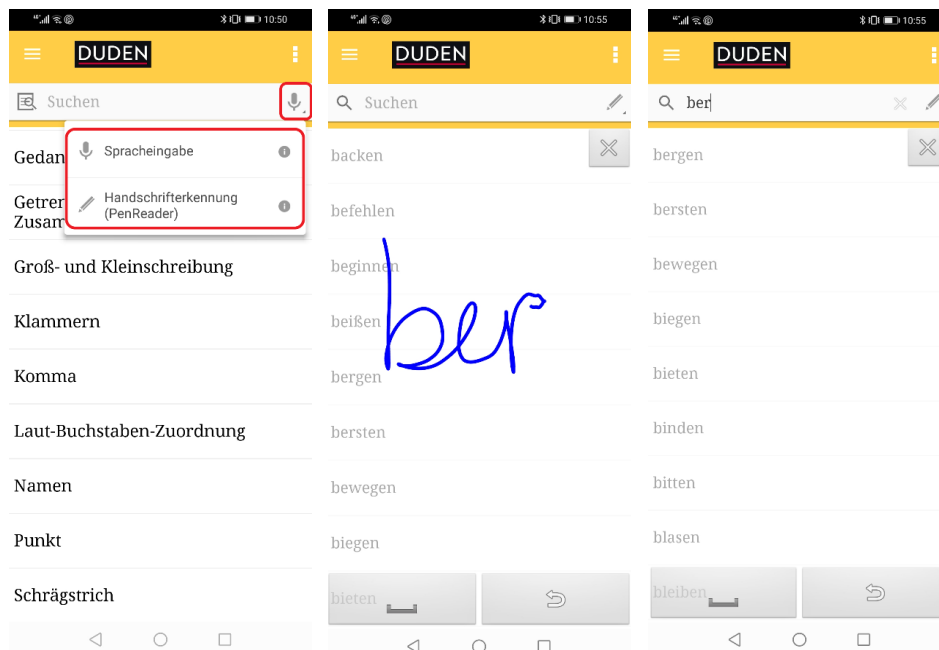 10:50
DUDEN
Suchen
Spracheingabe
Handschrifterkennung
(PenReader)
Gedan
Getrer
Zusam
Groß- und Kleinschreibung
Klammern
Komma
Laut-Buchstaben-Zuordnung
Namen
Punkt
Schrägstrich
10:55
DUDEN
Suchen
backen
befehlen
beginnen
beißen
ber
bergen
bersten
bewegen
biegen
bieten
10:55
DUDEN
ber
bergen
bersten
bewegen
biegen
bieten
binden
bitten
blasen
bleiben